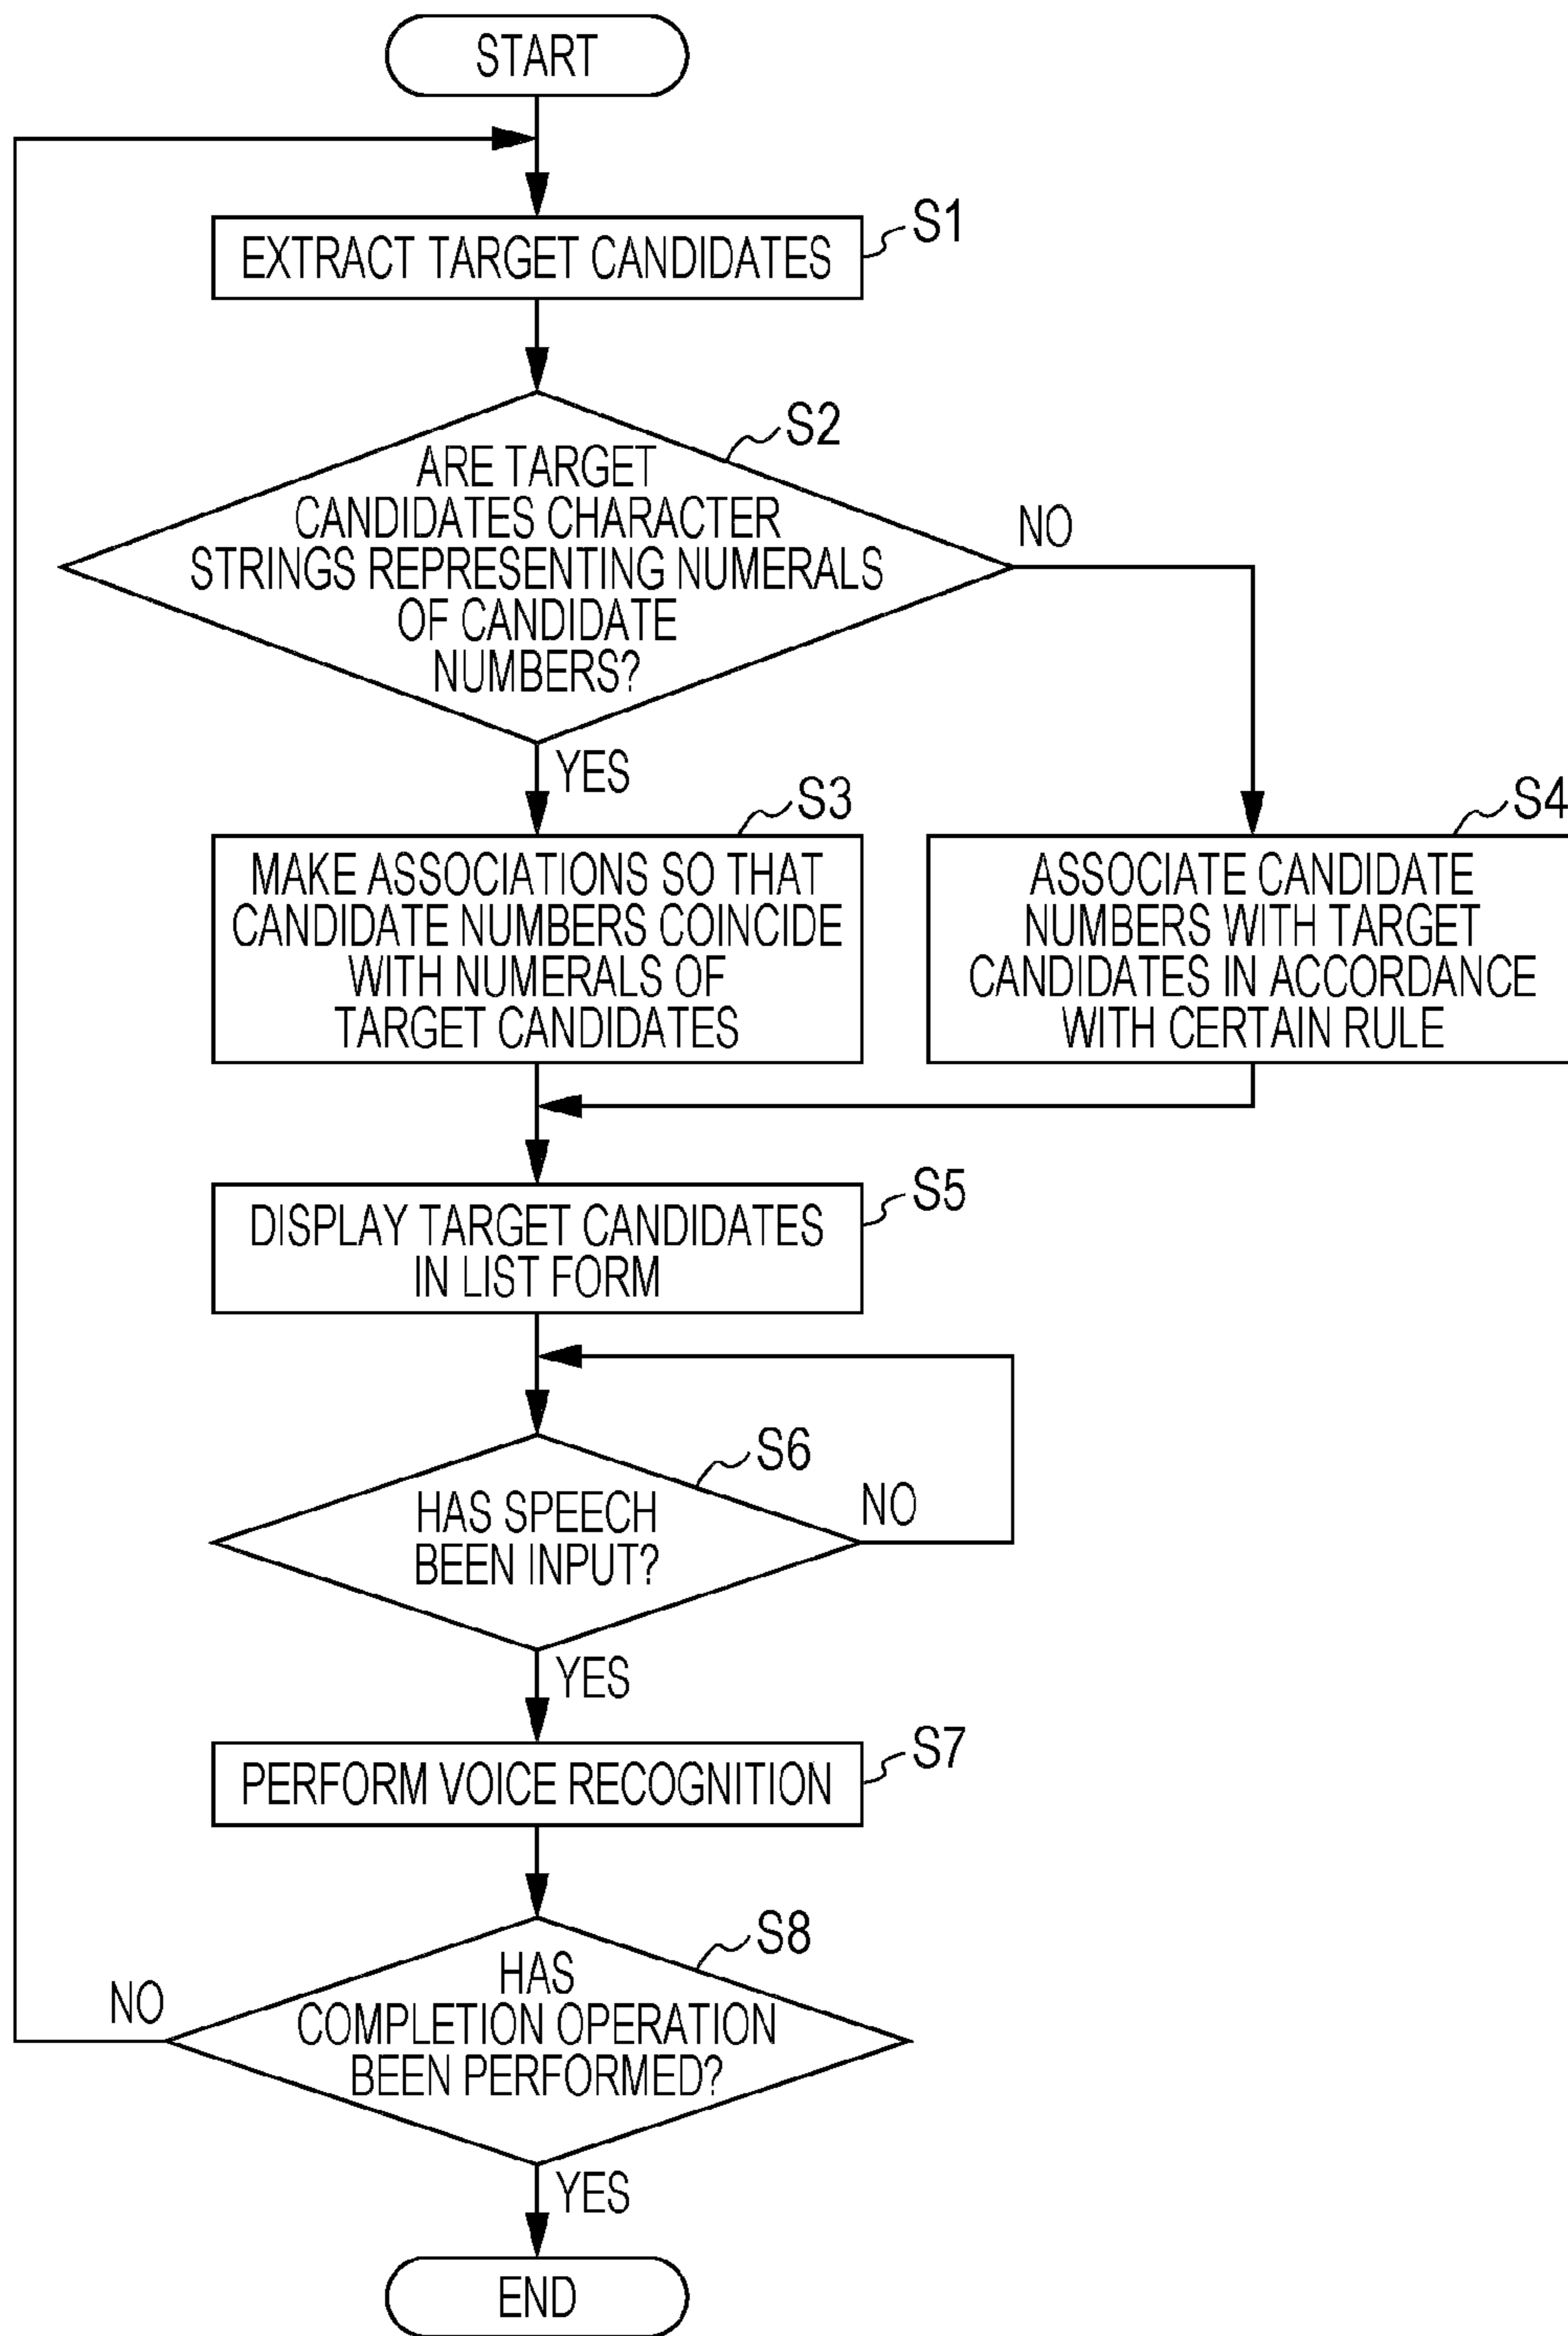 START
S1
EXTRACT TARGET CANDIDATES
S2
ARE TARGET
CANDIDATES CHARACTER
STRINGS REPRESENTING NUMERALS
OF CANDIDATE
NUMBERS?
NO
YES
S3
MAKE ASSOCIATIONS SO THAT
CANDIDATE NUMBERS COINCIDE
WITH NUMERALS OF
TARGET CANDIDATES
S4
ASSOCIATE CANDIDATE
NUMBERS WITH TARGET
CANDIDATES IN ACCORDANCE
WITH CERTAIN RULE
S5
DISPLAY TARGET CANDIDATES
IN LIST FORM
S6
HAS SPEECH
BEEN INPUT?
NO
YES
S7
PERFORM VOICE RECOGNITION
S8
HAS
COMPLETION OPERATION
BEEN PERFORMED?
NO
YES
END